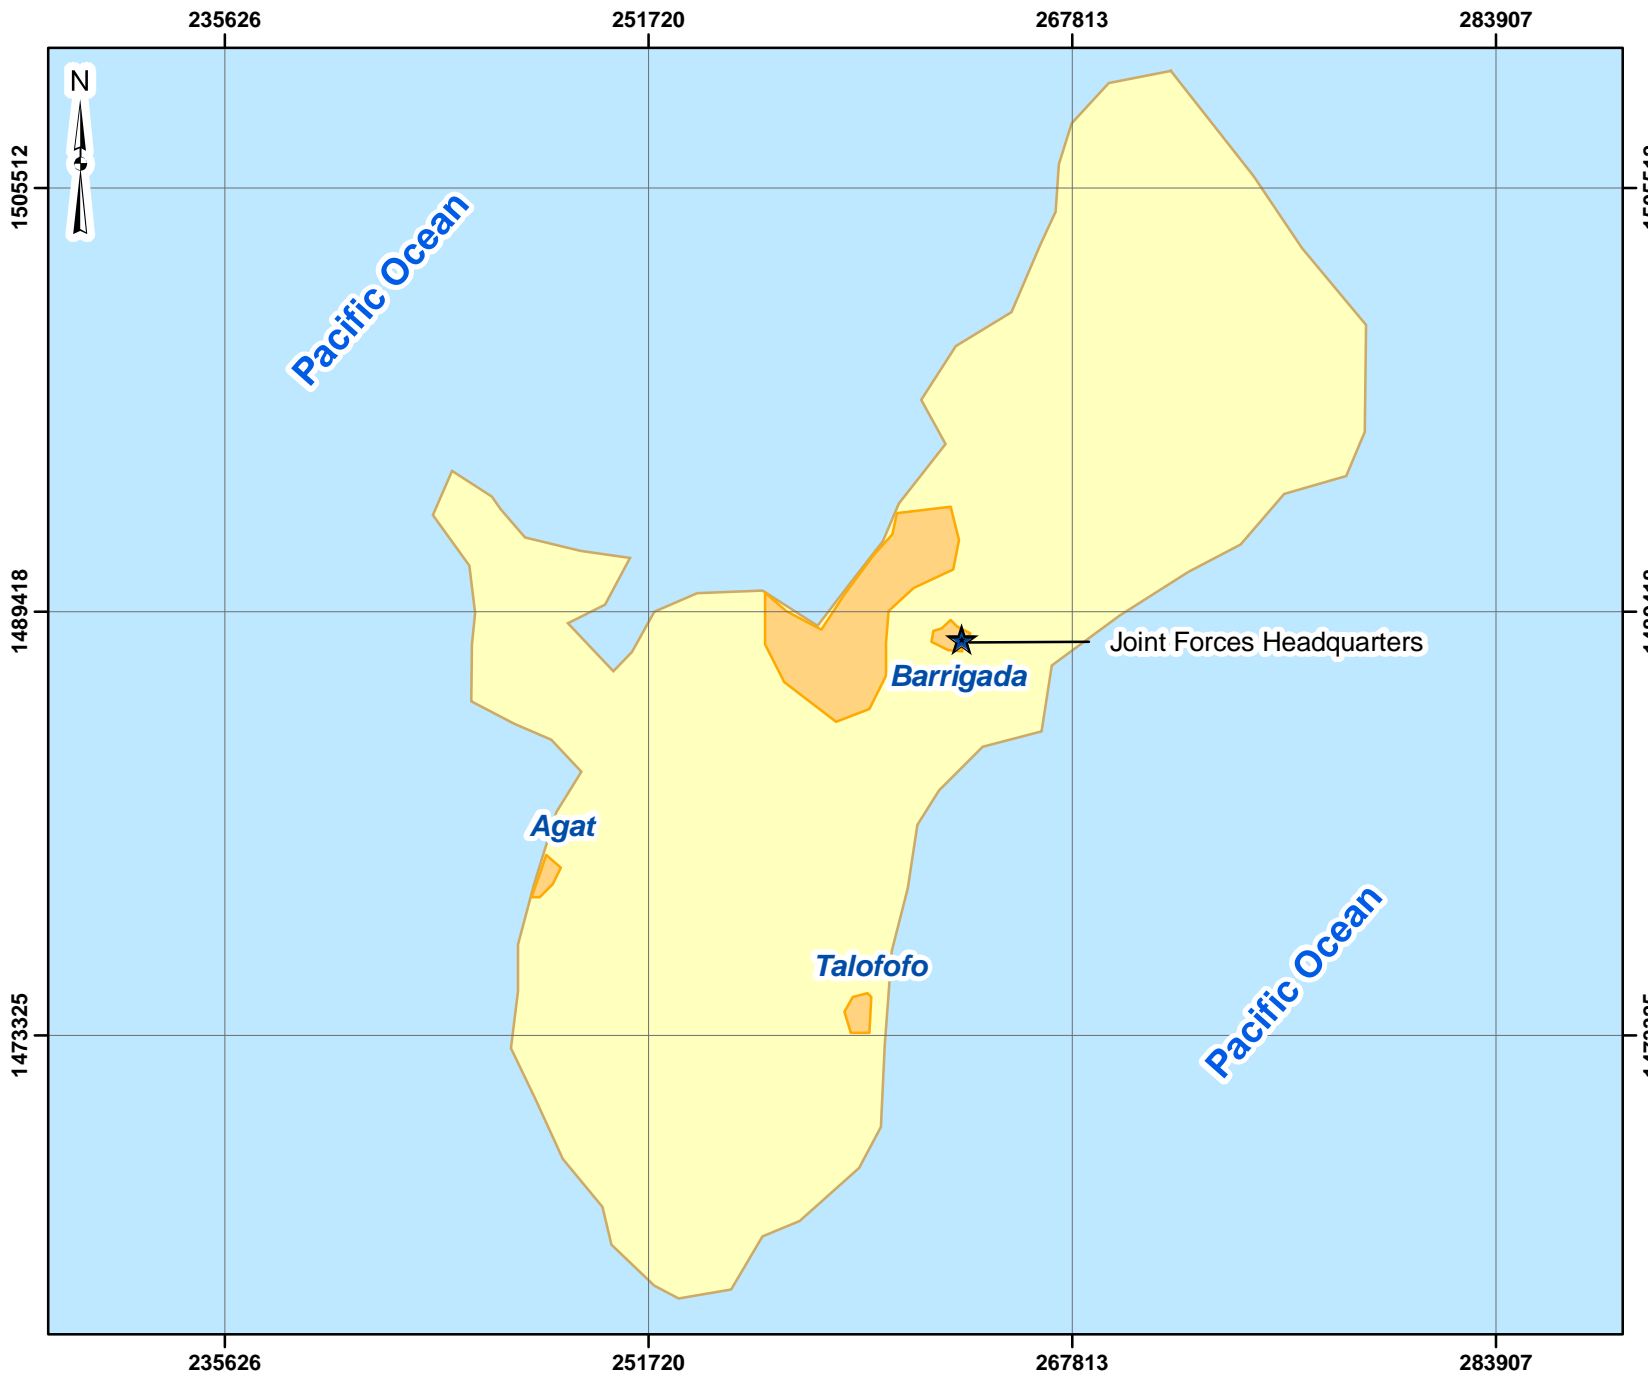 235626 251720 267813 283907
N
1505512
Pacific Ocean
1489418
Joint Forces Headquarters
Barrigada
Agat
Talofofo
Pacific Ocean
1473325
235626 251720 267813 283907